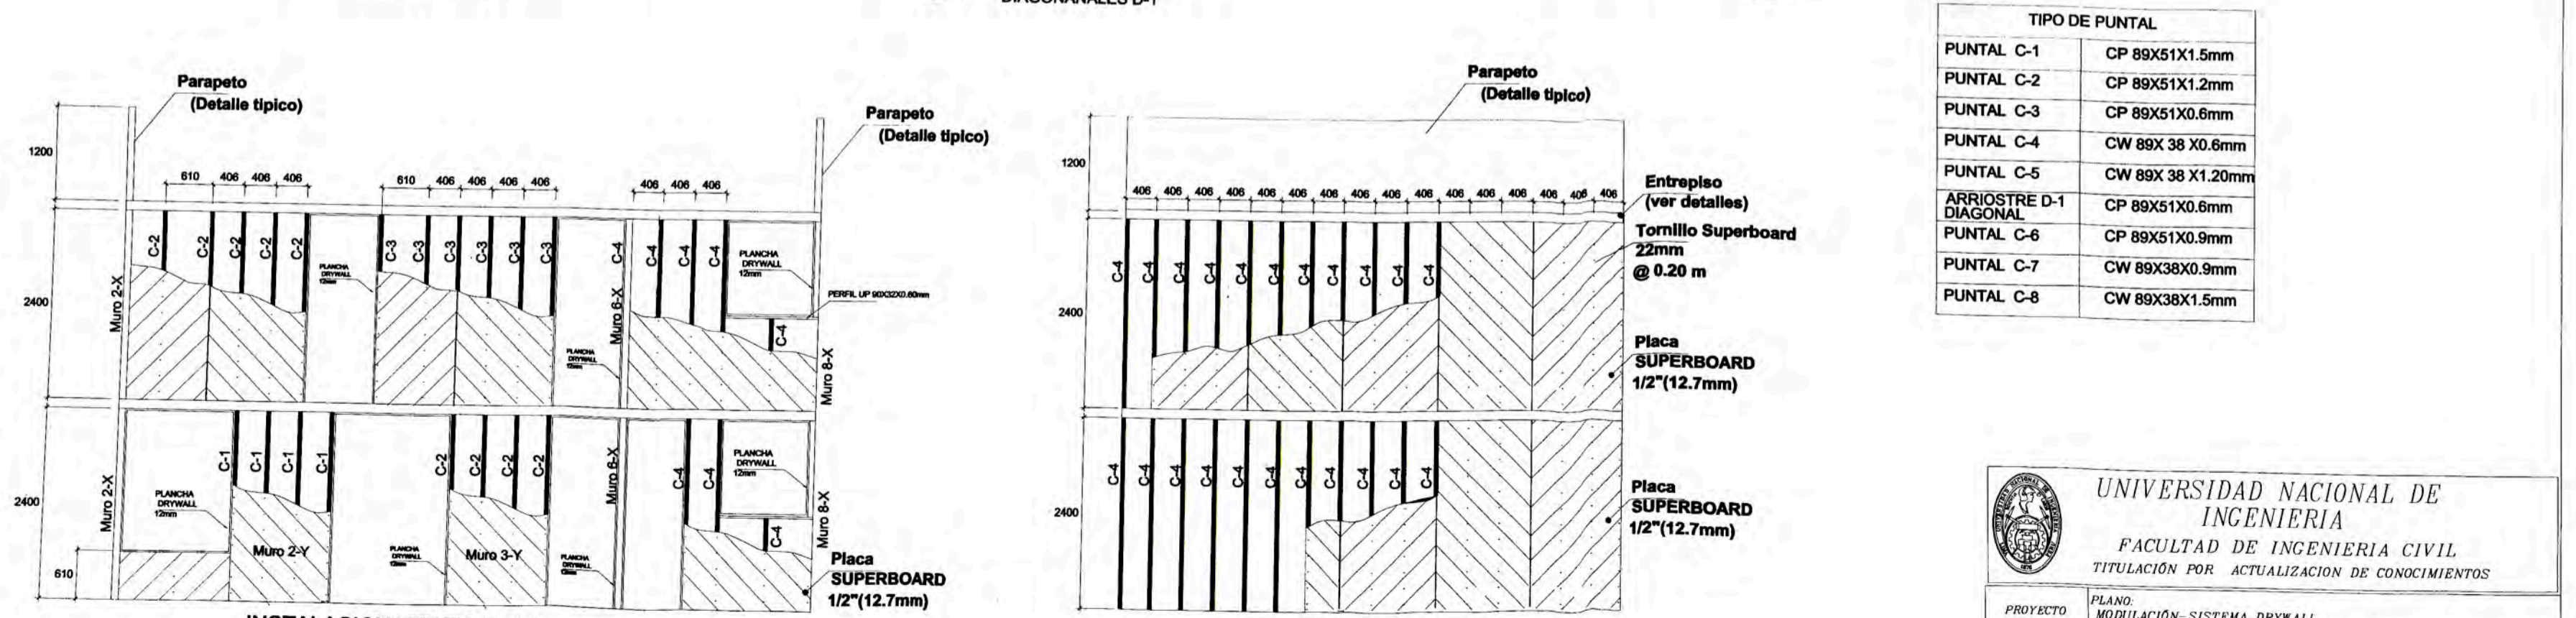 DIAGONANALES D-1
Parapeto
(Detalle tipico)
Parapeto
(Detalle tipico)
1200
610 406 406 406
610 406 406 406 406
406 406 406
C-2 C-2 C-2 C-2 C-2
C-3 C-3 C-3 C-3 C-3 C-3
C-4 C-4 C-4 C-4
PLANCHA
DRYWALL
12mm
PLANCHA
DRYWALL
12mm
PERFIL UP 90X32X0.60mm
C-4
2400
Muro 2-X
Muro 6-X
Muro 8-X
PLANCHA
DRYWALL
12mm
C-1 C-1 C-1 C-1
C-2 C-2 C-2 C-2
C-4 C-4
PLANCHA
DRYWALL
12mm
C-4
2400
Muro 2-X
PLANCHA
DRYWALL
12mm
Muro 6-X
Muro 8-X
Muro 2-Y
PLANCHA
DRYWALL
12mm
Muro 3-Y
PLANCHA
DRYWALL
12mm
610
Placa
SUPERBOARD
1/2"(12.7mm)
Parapeto
(Detalle tipico)
1200
406 406 406 406 406 406 406 406 406 406 406 406 406 406 406 406
Entrepiso
(ver detalles)
Tornillo Superboard
22mm
@ 0.20 m
C-4 C-4 C-4 C-4 C-4 C-4 C-4 C-4 C-4 C-4 C-4
2400
Placa
SUPERBOARD
1/2"(12.7mm)
C-4 C-4 C-4 C-4 C-4 C-4 C-4 C-4 C-4 C-4 C-4
2400
Placa
SUPERBOARD
1/2"(12.7mm)
TIPO DE PUNTAL
PUNTAL C-1 CP 89X51X1.5mm
PUNTAL C-2 CP 89X51X1.2mm
PUNTAL C-3 CP 89X51X0.6mm
PUNTAL C-4 CW 89X 38 X0.6mm
PUNTAL C-5 CW 89X 38 X1.20mm
ARRIOSTRE D-1
DIAGONAL CP 89X51X0.6mm
PUNTAL C-6 CP 89X51X0.9mm
PUNTAL C-7 CW 89X38X0.9mm
PUNTAL C-8 CW 89X38X1.5mm
UNIVERSIDAD NACIONAL DE
INGENIERIA
FACULTAD DE INGENIERIA CIVIL
TITULACIÓN POR ACTUALIZACION DE CONOCIMIENTOS
PROYECTO
PLANO:
MODULACIÓN-SISTEMA DRYWALL